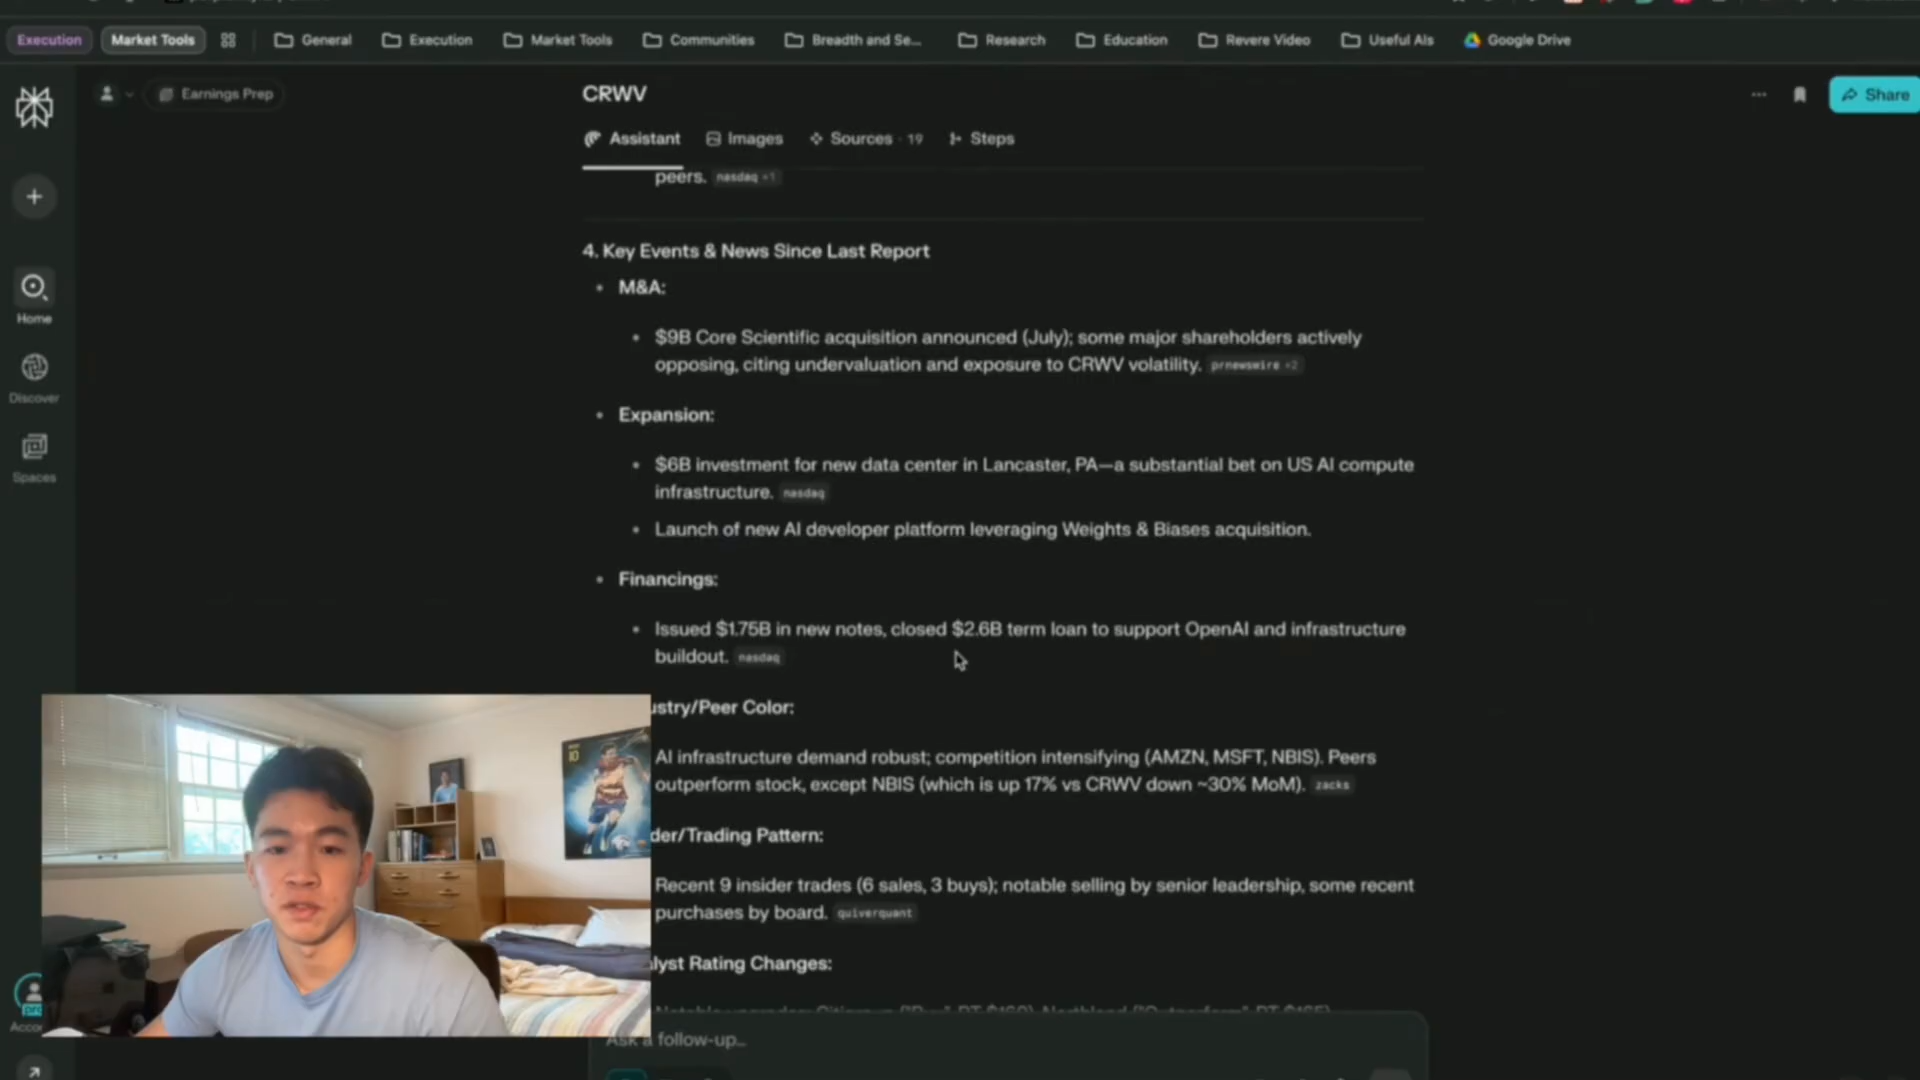 Execution
Market Tools
General
Execution
Market Tools
Communities
Breadth and Se...
Research
Education
Revere Video
Useful AIs
Google Drive
Earnings Prep
CRWV
Share
Assistant
Images
Sources · 19
Steps
peers. nasdaq +1
4. Key Events & News Since Last Report
• M&A:
• $9B Core Scientific acquisition announced (July); some major shareholders actively
opposing, citing undervaluation and exposure to CRWV volatility. prnewswire +2
• Expansion:
• $6B investment for new data center in Lancaster, PA—a substantial bet on US AI compute
infrastructure. nasdaq
• Launch of new AI developer platform leveraging Weights & Biases acquisition.
• Financings:
• Issued $1.75B in new notes, closed $2.6B term loan to support OpenAI and infrastructure
buildout. nasdaq
ustry/Peer Color:
AI infrastructure demand robust; competition intensifying (AMZN, MSFT, NBIS). Peers
outperform stock, except NBIS (which is up 17% vs CRWV down ~30% MoM). zacks
der/Trading Pattern:
Recent 9 insider trades (6 sales, 3 buys); notable selling by senior leadership, some recent
purchases by board. quiverquant
lyst Rating Changes:
Ask a follow-up...
Home
Discover
Spaces
pro
Acco
10